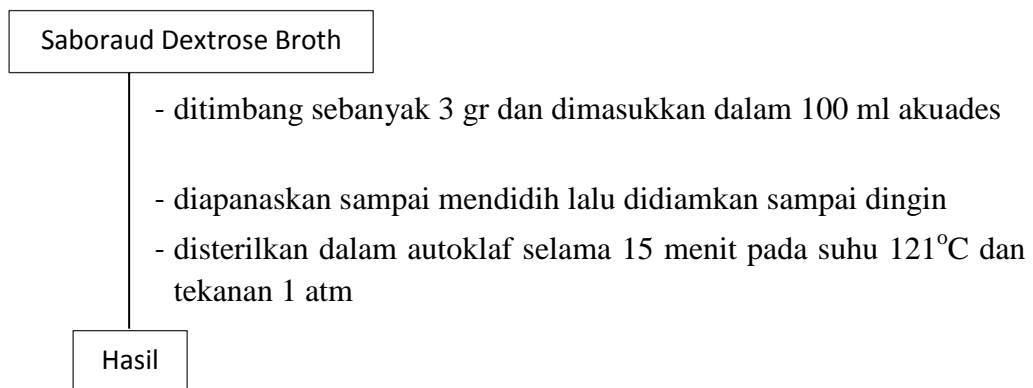 Saboraud Dextrose Broth
- ditimbang sebanyak 3 gr dan dimasukkan dalam 100 ml akuades
- diapanaskan sampai mendidih lalu didiamkan sampai dingin
- disterilkan dalam autoklaf selama 15 menit pada suhu 121°C dan
tekanan 1 atm
Hasil